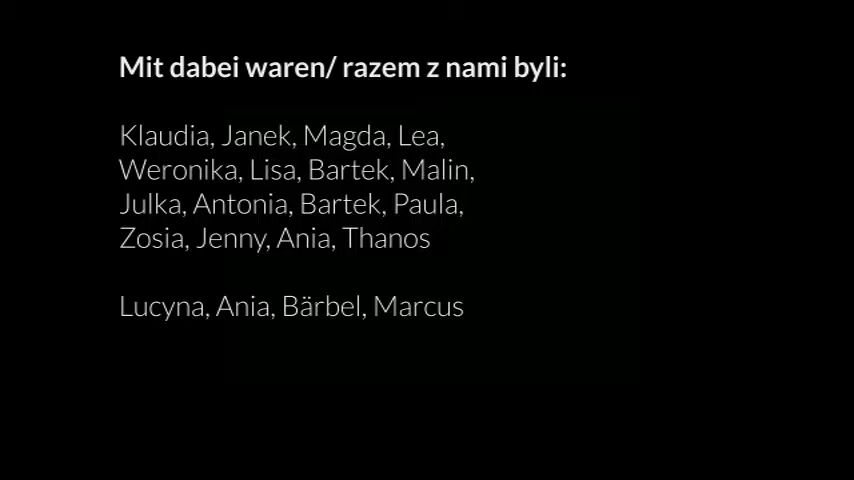 Mit dabei waren/ razem z nami byli:
Klaudia, Janek, Magda, Lea,
Weronika, Lisa, Bartek, Malin,
Julka, Antonia, Bartek, Paula,
Zosia, Jenny, Ania, Thanos
Lucyna, Ania, Bärbel, Marcus